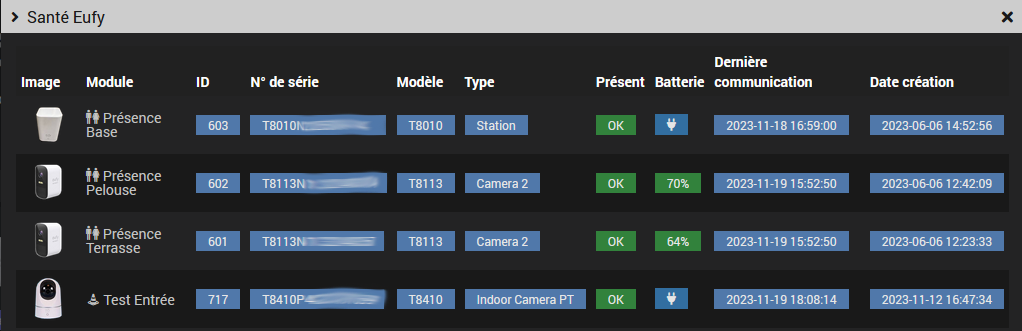 Santé Eufy
Image Module ID N° de série Modèle Type Présent Batterie Dernière communication Date création
Présence Base 603 T8010N T8010 Station OK 2023-11-18 16:59:00 2023-06-06 14:52:56
Présence Pelouse 602 T8113N T8113 Camera 2 OK 70% 2023-11-19 15:52:50 2023-06-06 12:42:09
Présence Terrasse 601 T8113N T8113 Camera 2 OK 64% 2023-11-19 15:52:50 2023-06-06 12:23:33
Test Entrée 717 T8410P T8410 Indoor Camera PT OK 2023-11-19 18:08:14 2023-11-12 16:47:34